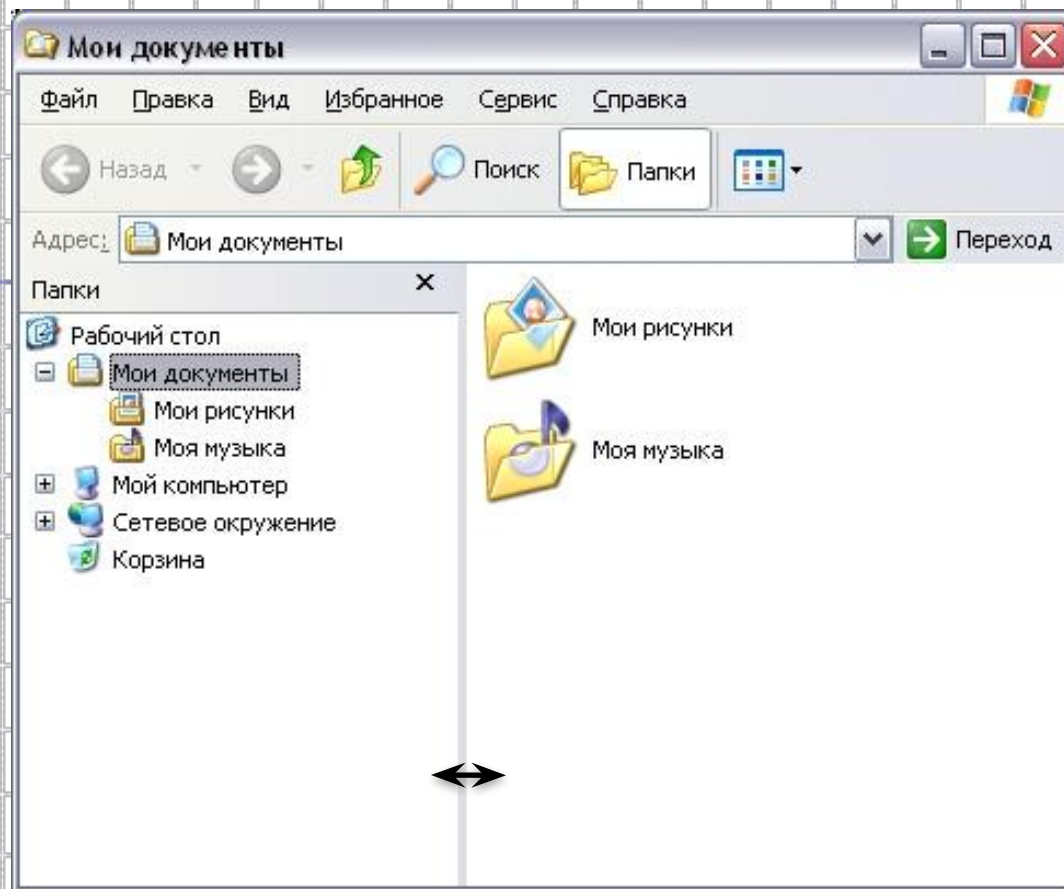 Мои документы
Файл Правка Вид Избранное Сервис Справка
Назад Поиск Папки
Адрес: Мои документы Переход
Папки
Рабочий стол
Мои документы
Мои рисунки
Моя музыка
Мой компьютер
Сетевое окружение
Корзина
Мои рисунки
Моя музыка